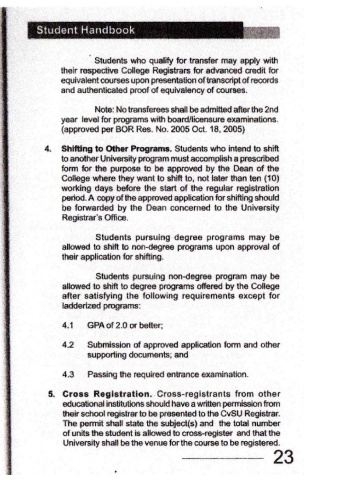 Student Handbook
Students who qualify for transfer may apply with
their respective College Registrars for advanced credit for
equivalent courses upon presentation of transcript of records
and authenticated proof of equivalency of courses.
Note: No transferees shall be admitted after the 2nd
year level for programs with board/licensure examinations.
(approved per BOR Res. No. 2005 Oct. 18, 2005)
4. Shifting to Other Programs. Students who intend to shift
to another University program must accomplish a prescribed
form for the purpose to be approved by the Dean of the
College where they want to shift to, not later than ten (10)
working days before the start of the regular registration
period. A copy of the approved application for shifting should
be forwarded by the Dean concerned to the University
Registrar's Office.
Students pursuing degree programs may be
allowed to shift to non-degree programs upon approval of
their application for shifting.
Students pursuing non-degree program may be
allowed to shift to degree programs offered by the College
after satisfying the following requirements except for
ladderized programs:
4.1 GPA of 2.0 or better;
4.2 Submission of approved application form and other
supporting documents; and
4.3 Passing the required entrance examination.
5. Cross Registration. Cross-registrants from other
educational institutions should have a written permission from
their school registrar to be presented to the CvSU Registrar.
The permit shall state the subject(s) and the total number
of units the student is allowed to cross-register and that the
University shall be the venue for the course to be registered.
23